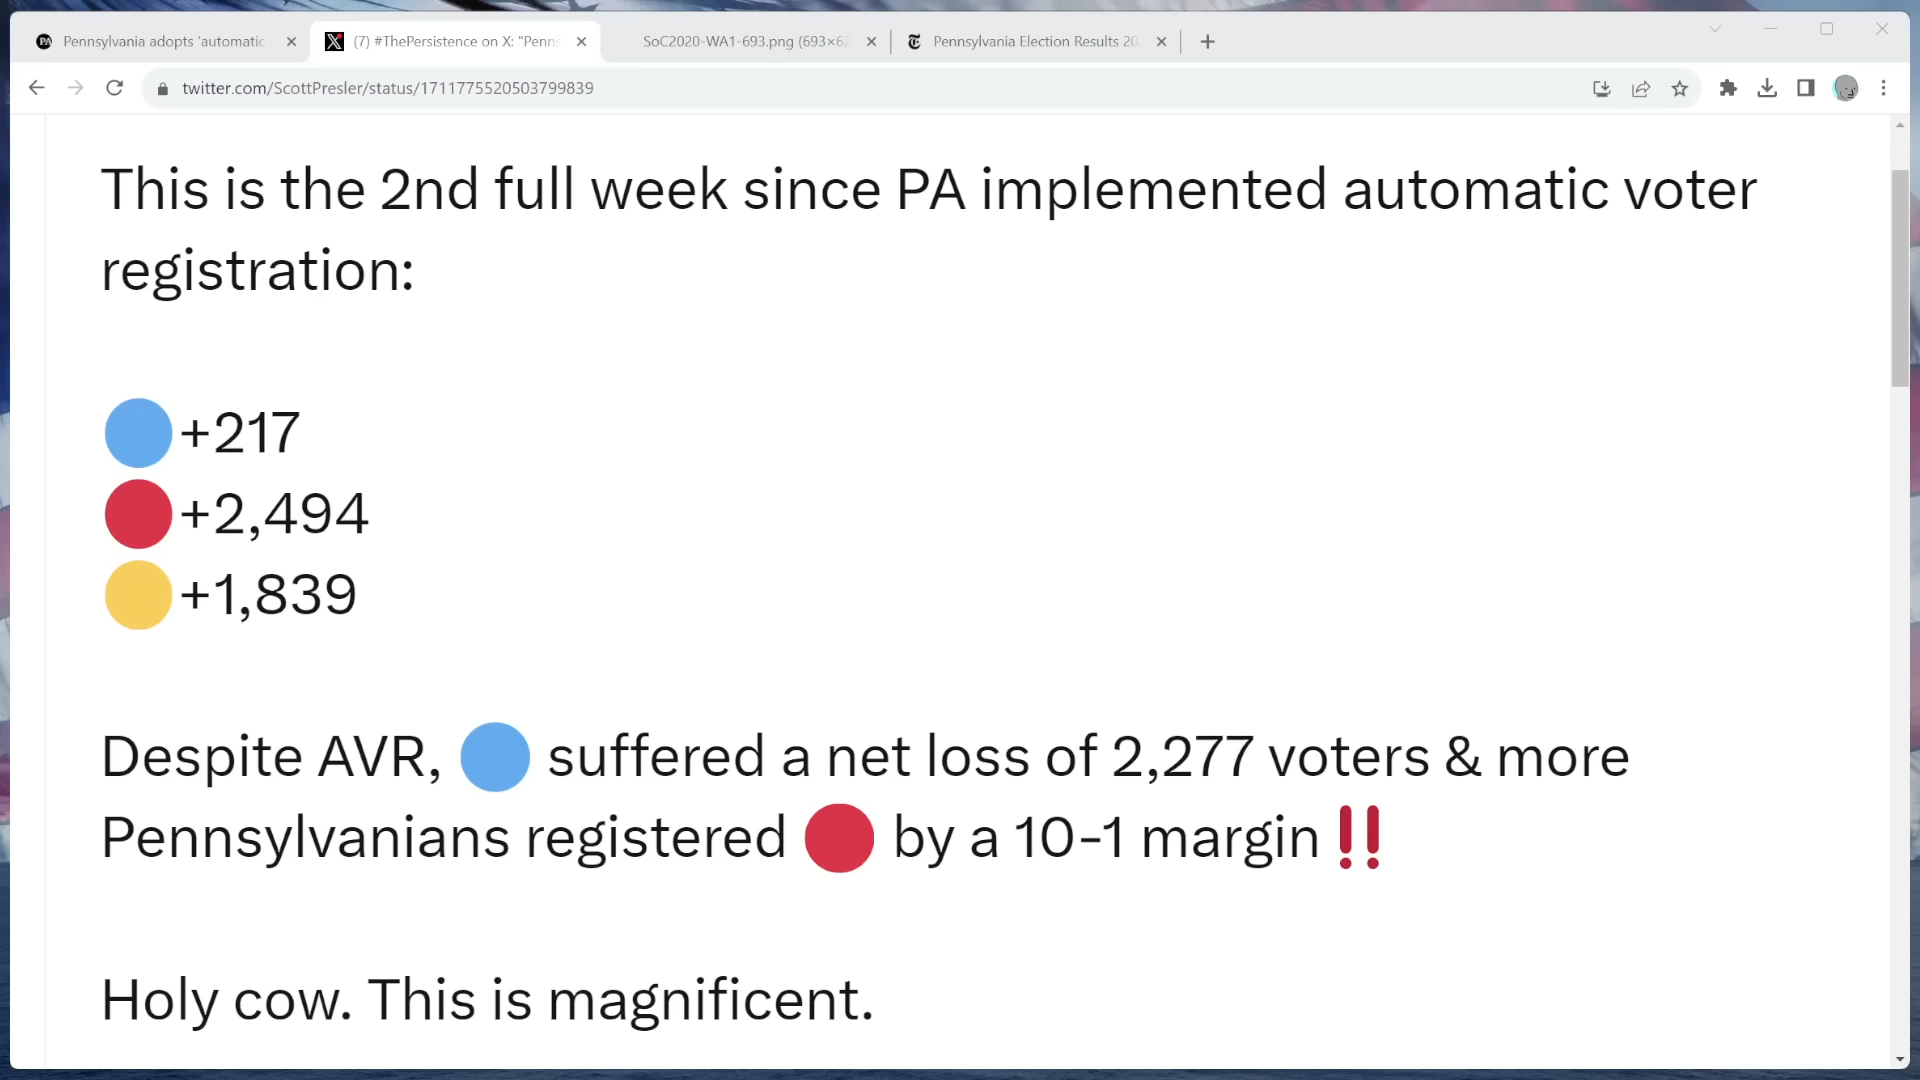 Pennsylvania adopts 'automatic
(7) #ThePersistence on X: "Penns
SoC2020-WA1-693.png (693×62
Pennsylvania Election Results 20
twitter.com/ScottPresler/status/1711775520503799839
This is the 2nd full week since PA implemented automatic voter
registration:
+217
+2,494
+1,839
Despite AVR, suffered a net loss of 2,277 voters & more
Pennsylvanians registered by a 10-1 margin ‼
Holy cow. This is magnificent.